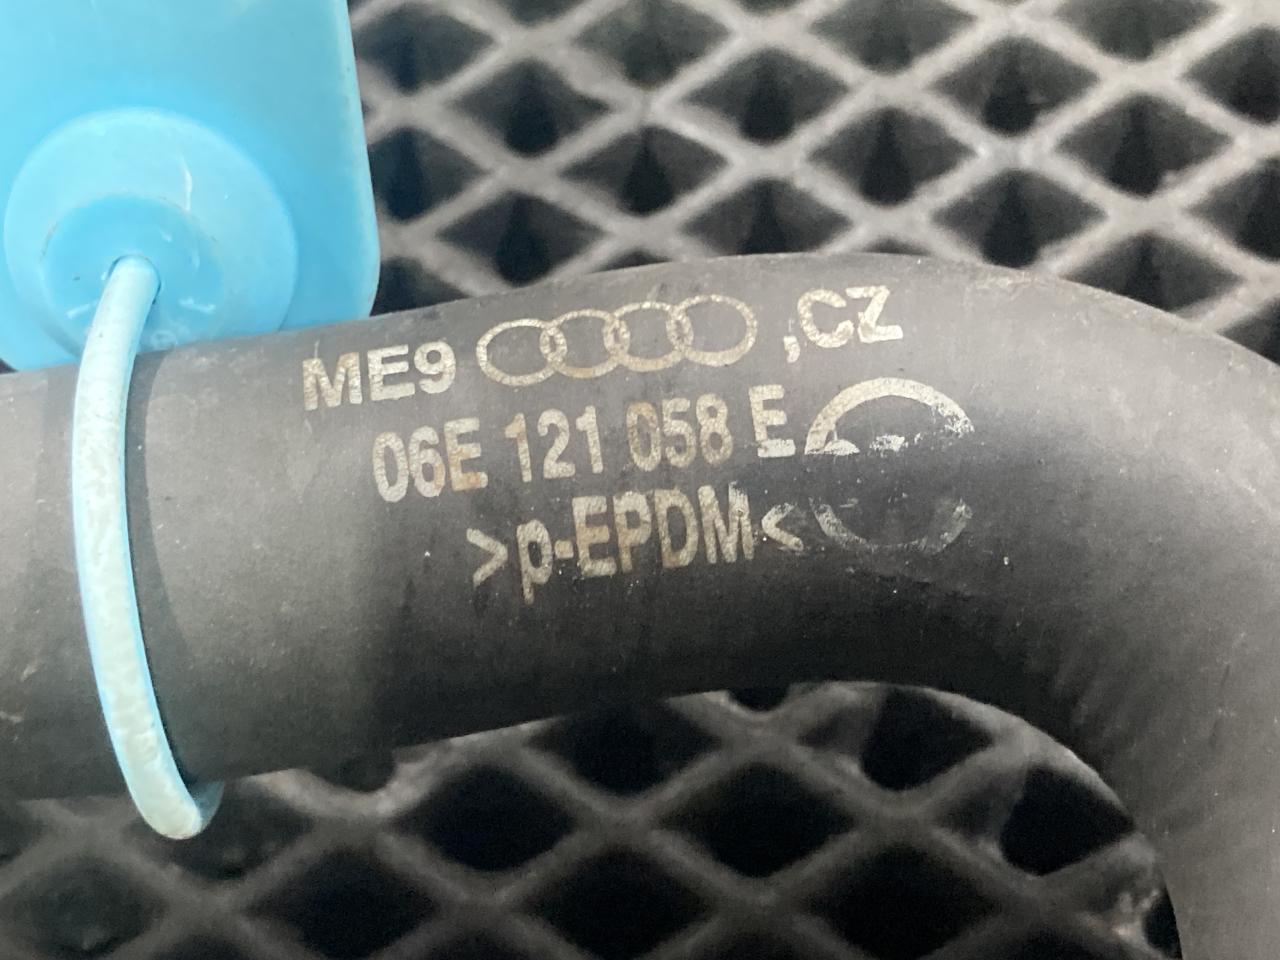 ME9 ,CZ
06E 121 058 E
>p-EPDM<